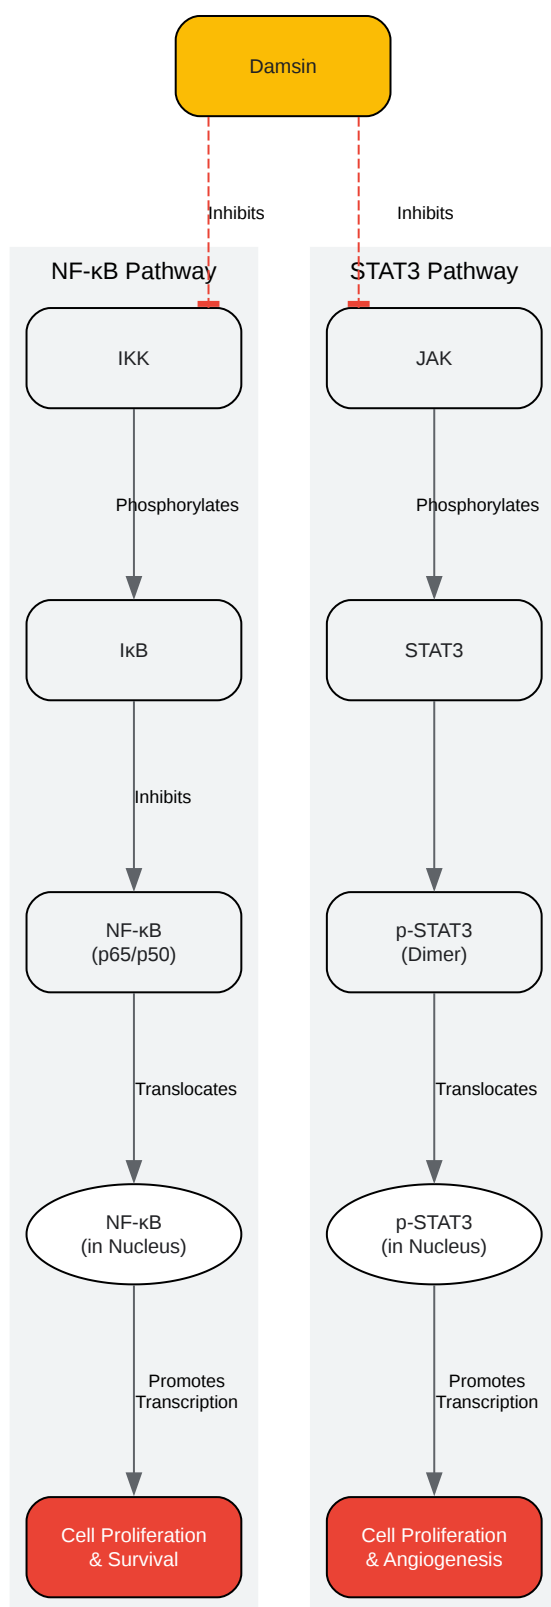 Damsin
Inhibits
Inhibits
NF-κB Pathway
STAT3 Pathway
IKK
JAK
Phosphorylates
Phosphorylates
IκB
STAT3
Inhibits
NF-κB
(p65/p50)
p-STAT3
(Dimer)
Translocates
Translocates
NF-κB
(in Nucleus)
p-STAT3
(in Nucleus)
Promotes
Transcription
Promotes
Transcription
Cell Proliferation
& Survival
Cell Proliferation
& Angiogenesis